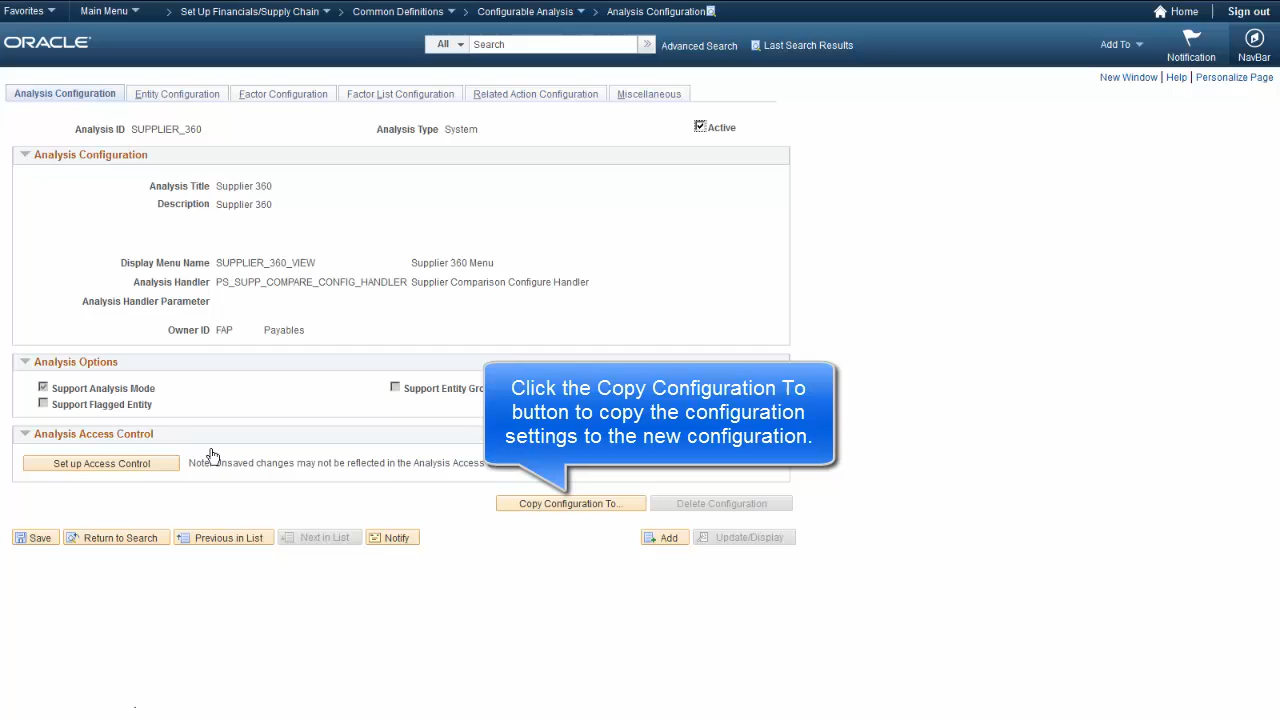 Favorites Main Menu > Set Up Financials/Supply Chain > Common Definitions > Configurable Analysis > Analysis Configuration Home Sign out
ORACLE All Search » Advanced Search Last Search Results Add To Notification NavBar
New Window | Help | Personalize Page
Analysis Configuration Entity Configuration Factor Configuration Factor List Configuration Related Action Configuration Miscellaneous
Analysis ID SUPPLIER_360 Analysis Type System Active
Analysis Configuration
Analysis Title Supplier 360
Description Supplier 360
Display Menu Name SUPPLIER_360_VIEW Supplier 360 Menu
Analysis Handler PS_SUPP_COMPARE_CONFIG_HANDLER Supplier Comparison Configure Handler
Analysis Handler Parameter
Owner ID FAP Payables
Analysis Options
Support Analysis Mode Support Entity Gro
Support Flagged Entity
Click the Copy Configuration To
button to copy the configuration
settings to the new configuration.
Analysis Access Control
Set up Access Control Note: Unsaved changes may not be reflected in the Analysis Access
Copy Configuration To... Delete Configuration
Save Return to Search Previous in List Next in List Notify Add Update/Display